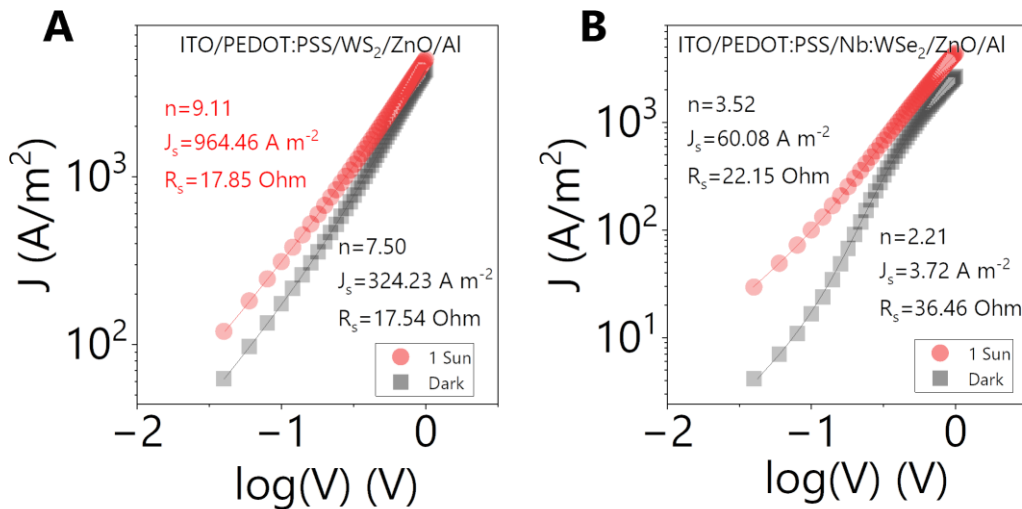 A
ITO/PEDOT:PSS/WS₂/ZnO/Al
n=9.11
Jₛ=964.46 A m⁻²
Rₛ=17.85 Ohm
n=7.50
Jₛ=324.23 A m⁻²
Rₛ=17.54 Ohm
1 Sun
Dark
J (A/m²)
10³
10²
−2
−1
0
log(V) (V)
B
ITO/PEDOT:PSS/Nb:WSe₂/ZnO/Al
n=3.52
Jₛ=60.08 A m⁻²
Rₛ=22.15 Ohm
n=2.21
Jₛ=3.72 A m⁻²
Rₛ=36.46 Ohm
1 Sun
Dark
J (A/m²)
10³
10²
10¹
−2
−1
0
log(V) (V)